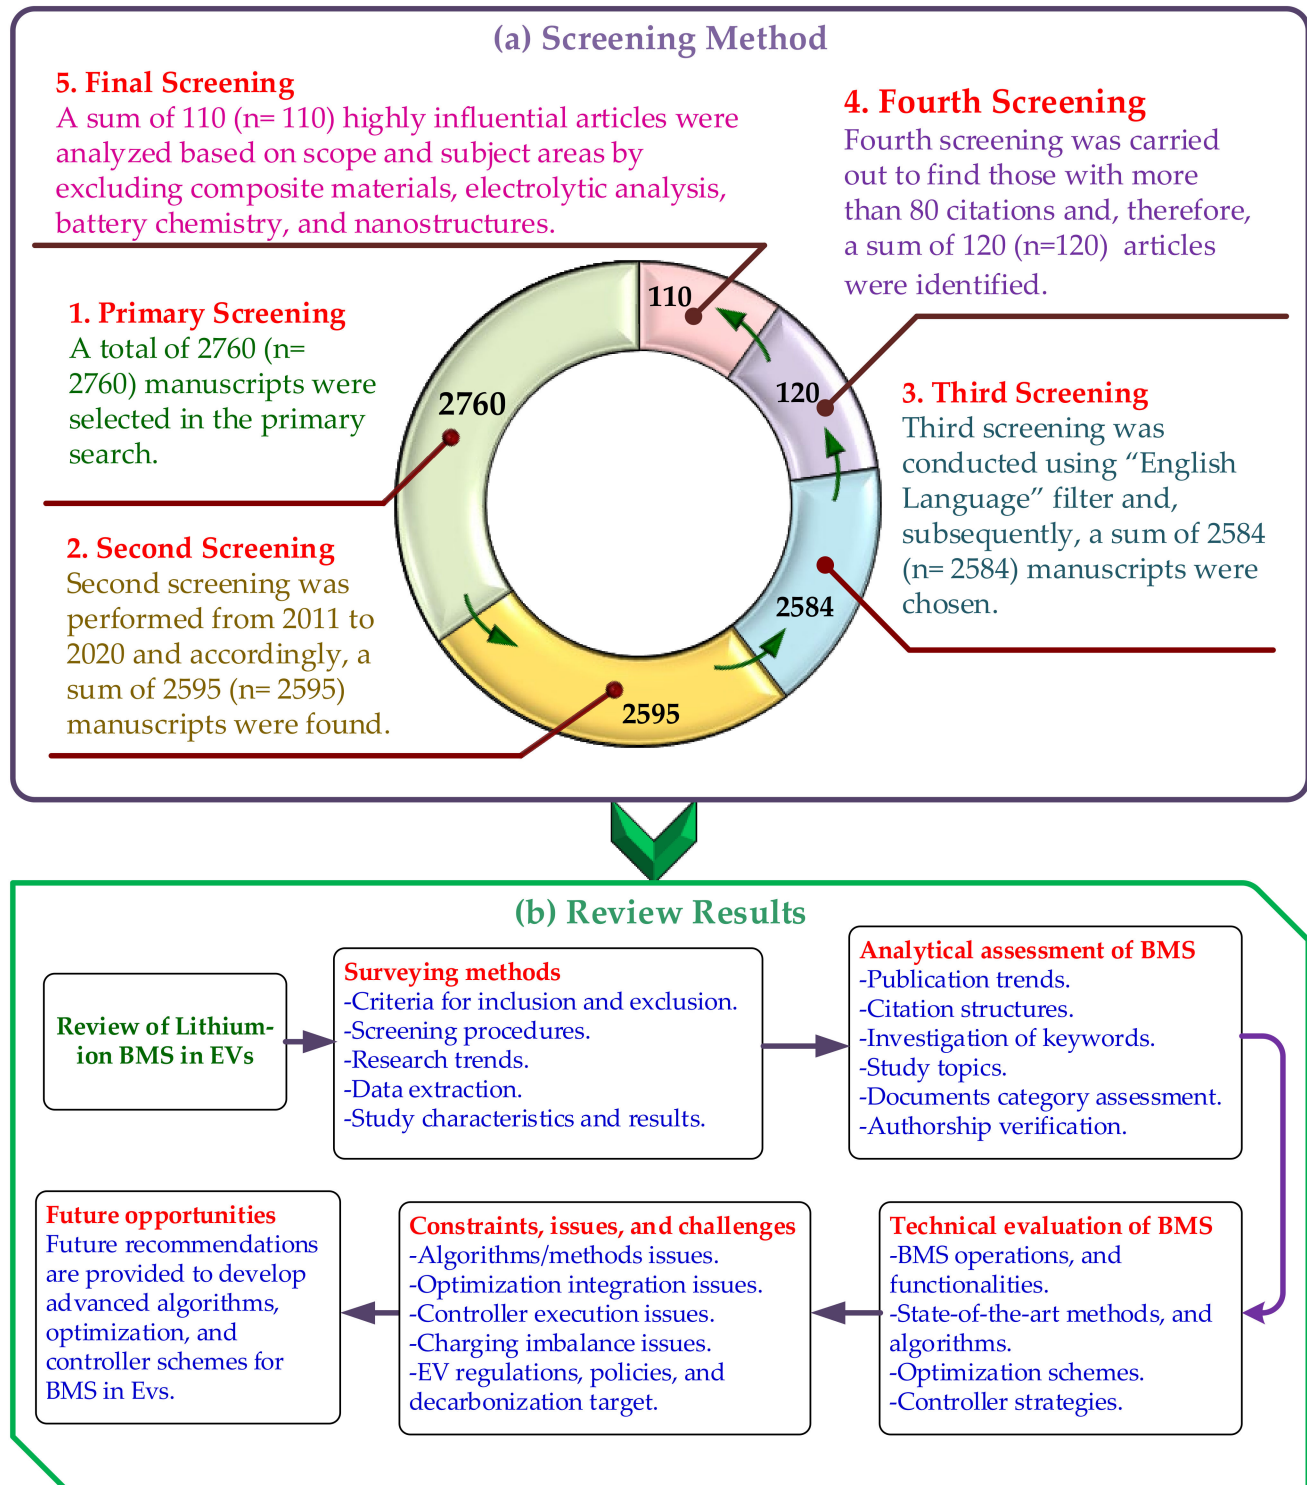 (a) Screening Method
5. Final Screening
A sum of 110 (n= 110) highly influential articles were
analyzed based on scope and subject areas by
excluding composite materials, electrolytic analysis,
battery chemistry, and nanostructures.
4. Fourth Screening
Fourth screening was carried
out to find those with more
than 80 citations and, therefore,
a sum of 120 (n=120) articles
were identified.
1. Primary Screening
A total of 2760 (n=
2760) manuscripts were
selected in the primary
search.
110
120
2760
2584
2595
3. Third Screening
Third screening was
conducted using “English
Language” filter and,
subsequently, a sum of 2584
(n= 2584) manuscripts were
chosen.
2. Second Screening
Second screening was
performed from 2011 to
2020 and accordingly, a
sum of 2595 (n= 2595)
manuscripts were found.
(b) Review Results
Review of Lithium-
ion BMS in EVs
Surveying methods
-Criteria for inclusion and exclusion.
-Screening procedures.
-Research trends.
-Data extraction.
-Study characteristics and results.
Analytical assessment of BMS
-Publication trends.
-Citation structures.
-Investigation of keywords.
-Study topics.
-Documents category assessment.
-Authorship verification.
Technical evaluation of BMS
-BMS operations, and
functionalities.
-State-of-the-art methods, and
algorithms.
-Optimization schemes.
-Controller strategies.
Constraints, issues, and challenges
-Algorithms/methods issues.
-Optimization integration issues.
-Controller execution issues.
-Charging imbalance issues.
-EV regulations, policies, and
decarbonization target.
Future opportunities
Future recommendations
are provided to develop
advanced algorithms,
optimization, and
controller schemes for
BMS in Evs.